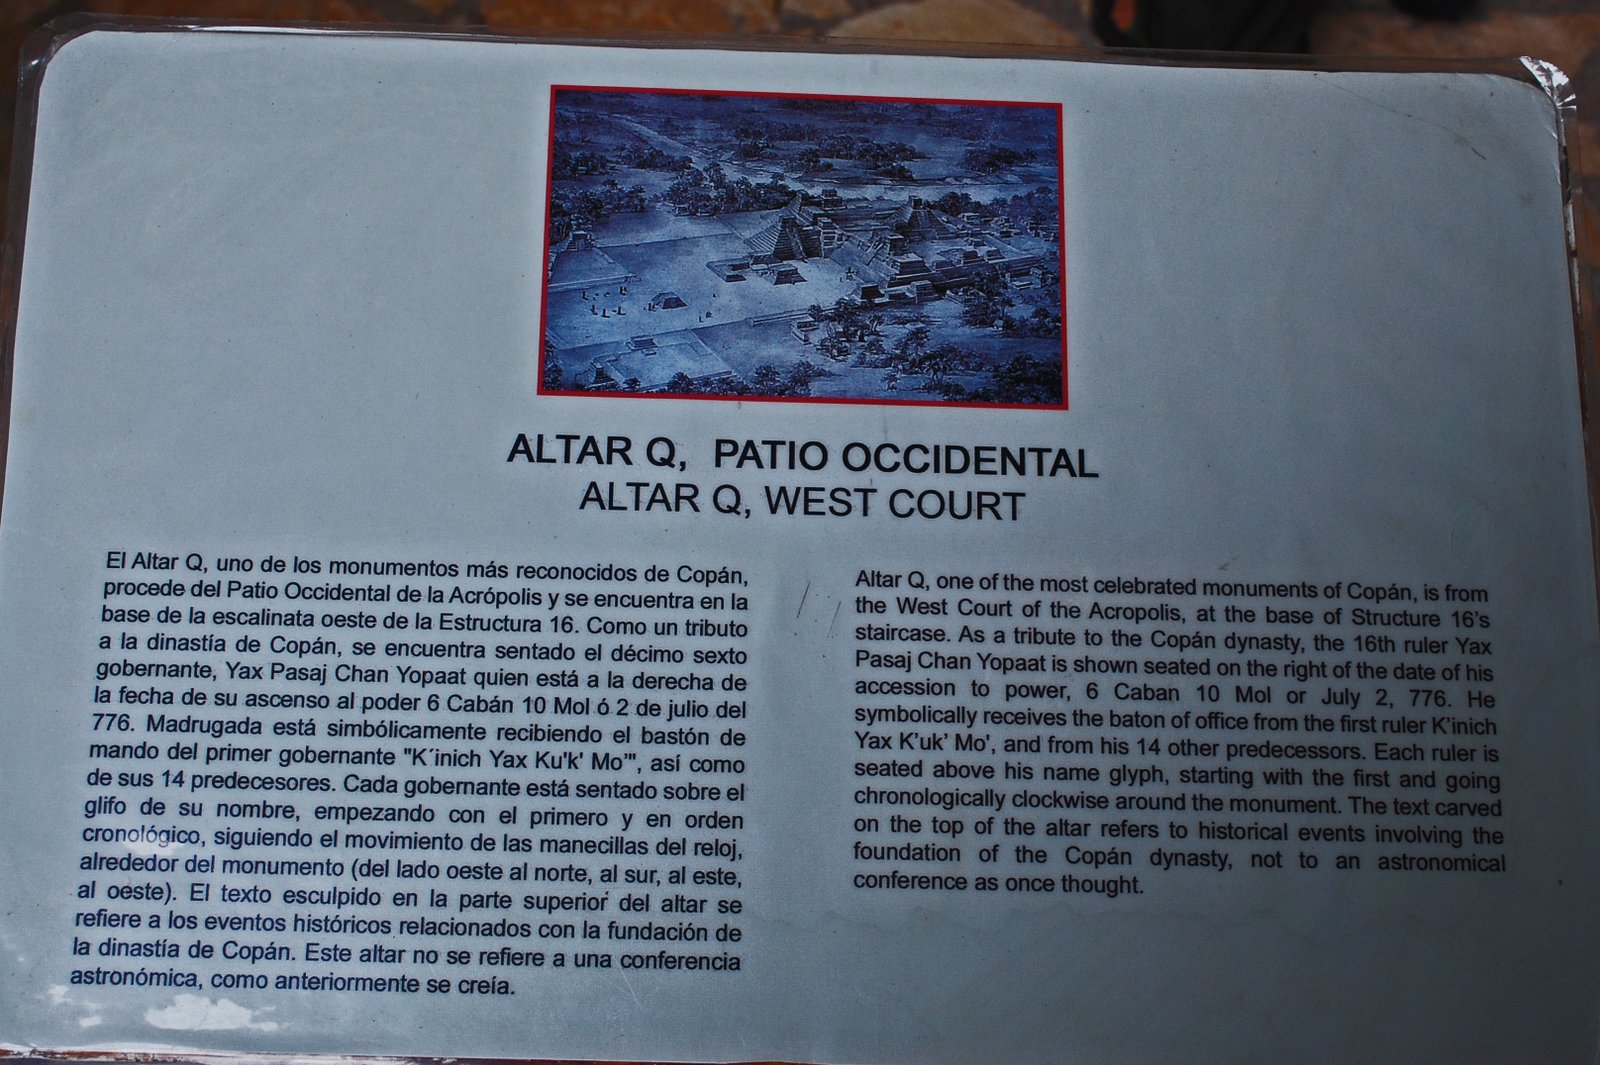 ALTAR Q, PATIO OCCIDENTAL
ALTAR Q, WEST COURT
El Altar Q, uno de los monumentos más reconocidos de Copán,
procede del Patio Occidental de la Acrópolis y se encuentra en la
base de la escalinata oeste de la Estructura 16. Como un tributo
a la dinastía de Copán, se encuentra sentado el décimo sexto
gobernante, Yax Pasaj Chan Yopaat quien está a la derecha de
la fecha de su ascenso al poder 6 Cabán 10 Mol ó 2 de julio del
776. Madrugada está simbólicamente recibiendo el bastón de
mando del primer gobernante "K´inich Yax Ku'k' Mo'", así como
de sus 14 predecesores. Cada gobernante está sentado sobre el
glifo de su nombre, empezando con el primero y en orden
cronológico, siguiendo el movimiento de las manecillas del reloj,
alrededor del monumento (del lado oeste al norte, al sur, al este,
al oeste). El texto esculpido en la parte superior del altar se
refiere a los eventos históricos relacionados con la fundación de
la dinastía de Copán. Este altar no se refiere a una conferencia
astronómica, como anteriormente se creía.
Altar Q, one of the most celebrated monuments of Copán, is from
the West Court of the Acropolis, at the base of Structure 16's
staircase. As a tribute to the Copán dynasty, the 16th ruler Yax
Pasaj Chan Yopaat is shown seated on the right of the date of his
accession to power, 6 Caban 10 Mol or July 2, 776. He
symbolically receives the baton of office from the first ruler K'inich
Yax K'uk' Mo', and from his 14 other predecessors. Each ruler is
seated above his name glyph, starting with the first and going
chronologically clockwise around the monument. The text carved
on the top of the altar refers to historical events involving the
foundation of the Copán dynasty, not to an astronomical
conference as once thought.